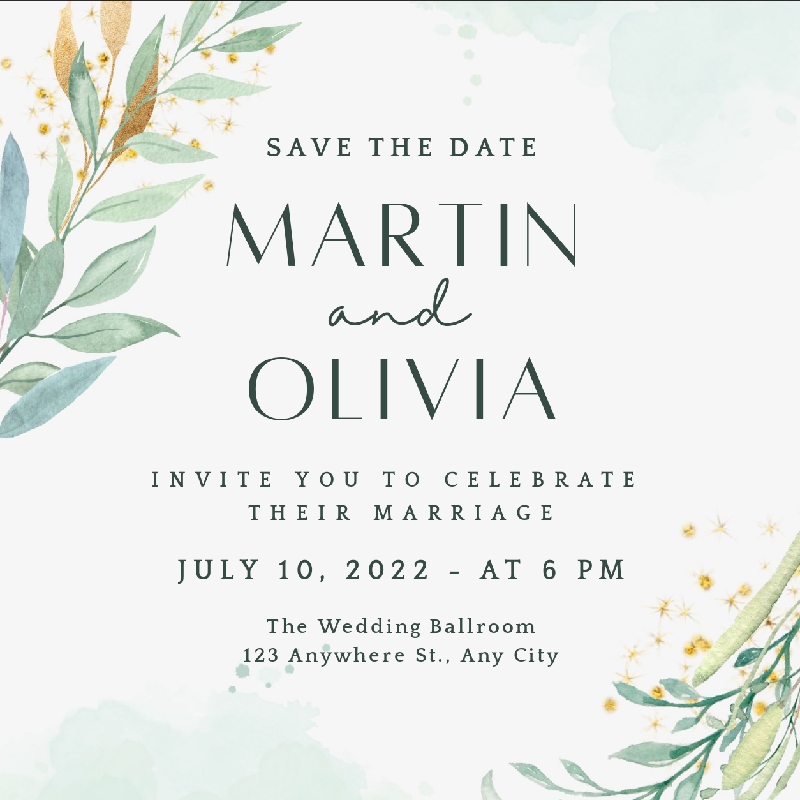 SAVE THE DATE
MARTIN
and
OLIVIA
INVITE YOU TO CELEBRATE
THEIR MARRIAGE
JULY 10, 2022 - AT 6 PM
The Wedding Ballroom
123 Anywhere St., Any City